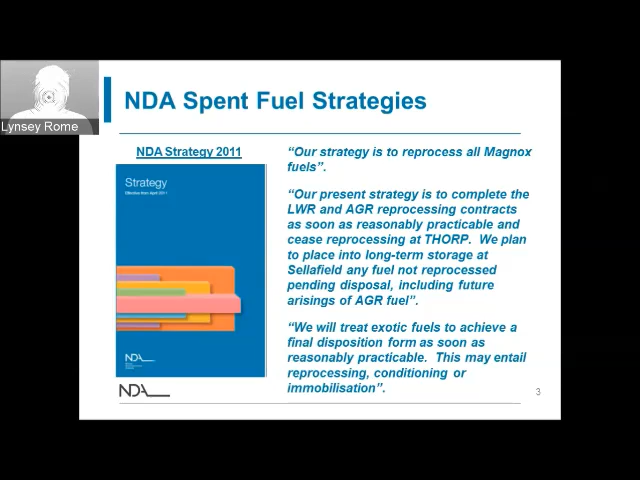 Lynsey Rome
NDA Spent Fuel Strategies
NDA Strategy 2011
Strategy
Effective from April 2011
NDA
“Our strategy is to reprocess all Magnox
fuels”.
“Our present strategy is to complete the
LWR and AGR reprocessing contracts
as soon as reasonably practicable and
cease reprocessing at THORP.  We plan
to place into long-term storage at
Sellafield any fuel not reprocessed
pending disposal, including future
arisings of AGR fuel”.
“We will treat exotic fuels to achieve a
final disposition form as soon as
reasonably practicable.  This may entail
reprocessing, conditioning or
immobilisation”.
NDA
3